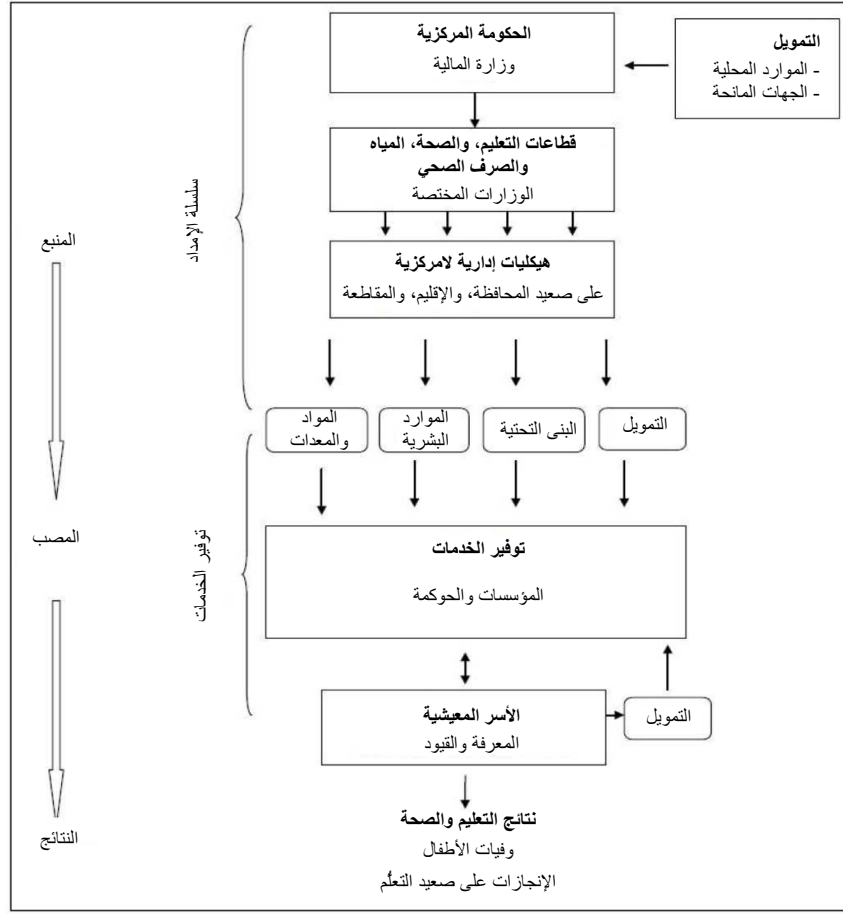 الحكومة المركزية
وزارة المالية
التمويل
- الموارد المحلية
- الجهات المانحة
قطاعات التعليم، والصحة، المياه
والصرف الصحي
الوزارات المختصة
سلسلة الإمداد
المنبع
هيكليات إدارية لامركزية
على صعيد المحافظة، والإقليم، والمقاطعة
التمويل
البنى التحتية
الموارد
البشرية
المواد
والمعدات
المصب
توفير الخدمات
توفير الخدمات
المؤسسات والحوكمة
الأسر المعيشية
المعرفة والقيود
التمويل
النتائج
نتائج التعليم والصحة
وفيات الأطفال
الإنجازات على صعيد التعلُّم